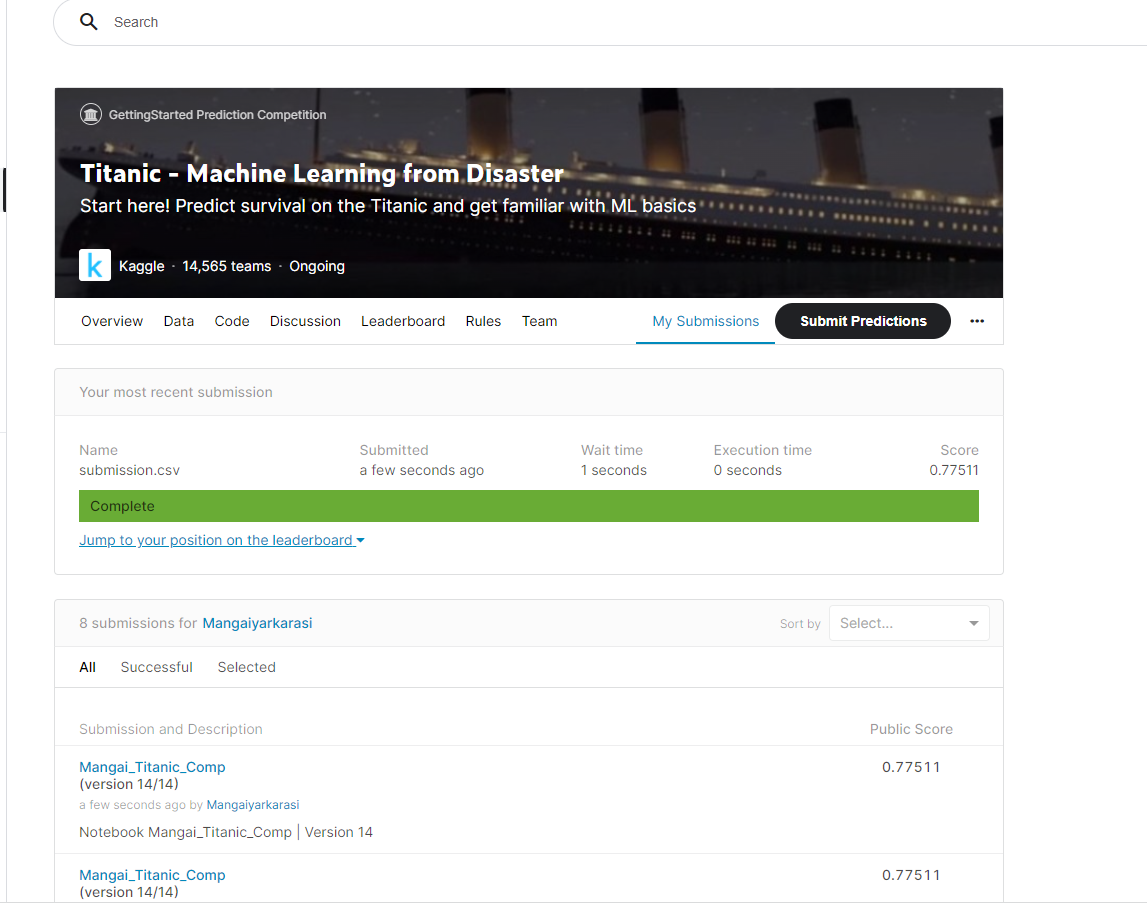 Search
GettingStarted Prediction Competition
Titanic - Machine Learning from Disaster
Start here! Predict survival on the Titanic and get familiar with ML basics
k Kaggle · 14,565 teams · Ongoing
Overview Data Code Discussion Leaderboard Rules Team My Submissions Submit Predictions ...
Your most recent submission
Name Submitted Wait time Execution time Score
submission.csv a few seconds ago 1 seconds 0 seconds 0.77511
Complete
Jump to your position on the leaderboard
8 submissions for Mangaiyarkarasi Sort by Select...
All Successful Selected
Submission and Description Public Score
Mangai_Titanic_Comp 0.77511
(version 14/14)
a few seconds ago by Mangaiyarkarasi
Notebook Mangai_Titanic_Comp | Version 14
Mangai_Titanic_Comp 0.77511
(version 14/14)